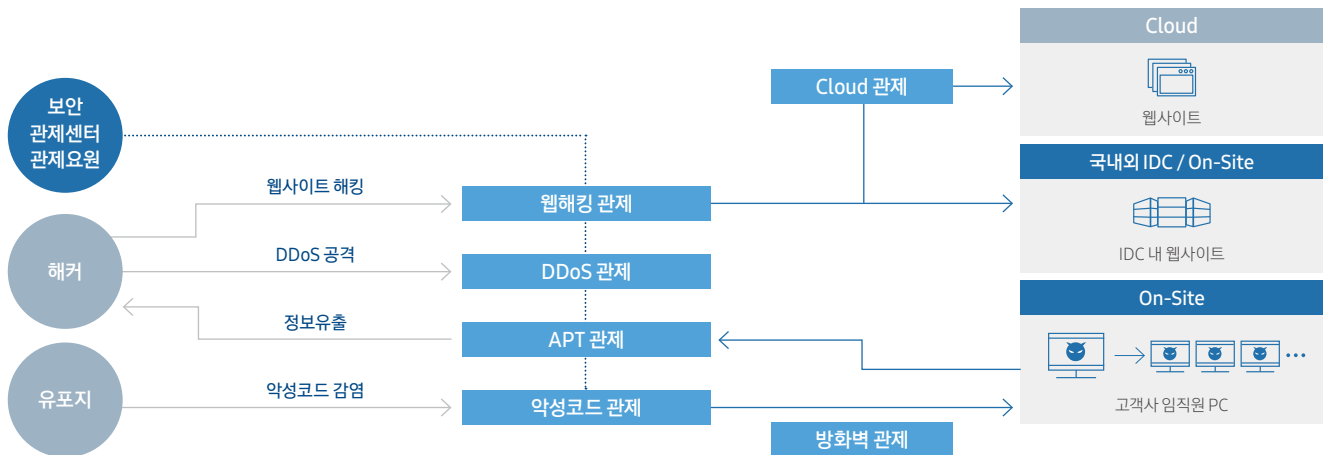 보안
관제센터
관제요원
해커
유포지
웹사이트 해킹
DDoS 공격
정보유출
악성코드 감염
웹해킹 관제
DDoS 관제
APT 관제
악성코드 관제
Cloud 관제
방화벽 관제
Cloud
웹사이트
국내외 IDC / On-Site
IDC 내 웹사이트
On-Site
고객사 임직원 PC